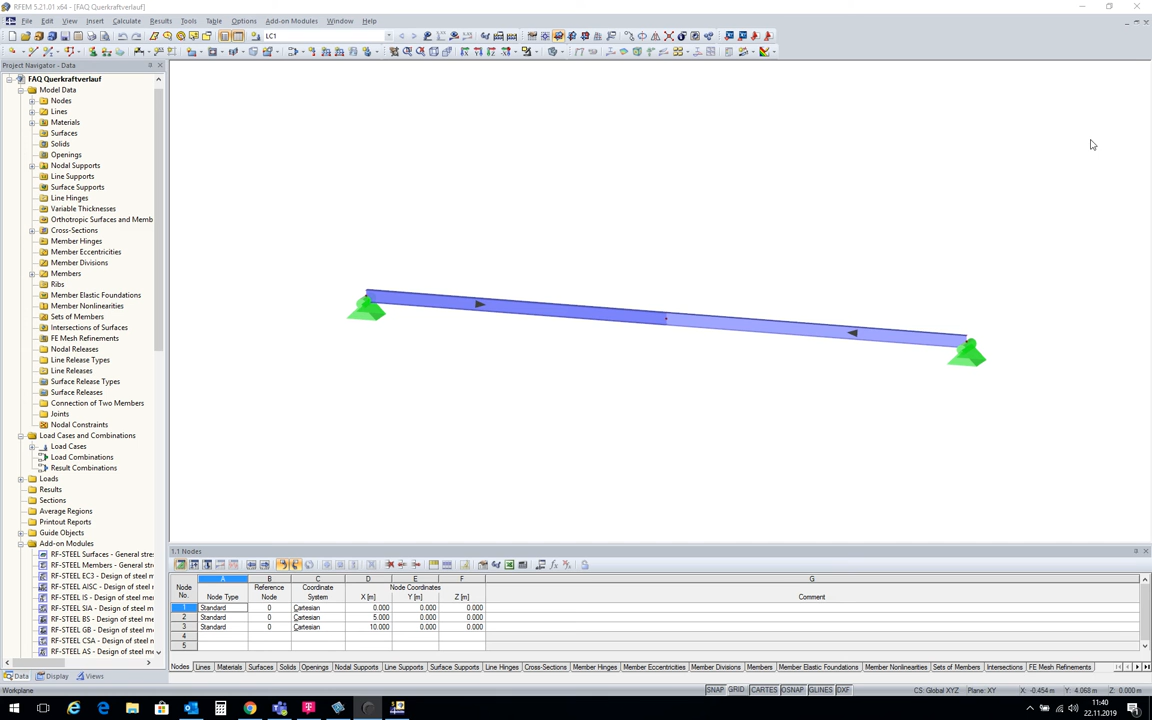 RFEM 5.21.01 x64 - [FAQ Querkraftverlauf]
File Edit View Insert Calculate Results Tools Table Options Add-on Modules Window Help
LC1
Project Navigator - Data
FAQ Querkraftverlauf
Model Data
Nodes
Lines
Materials
Surfaces
Solids
Openings
Nodal Supports
Line Supports
Surface Supports
Line Hinges
Variable Thicknesses
Orthotropic Surfaces and Memb
Cross-Sections
Member Hinges
Member Eccentricities
Member Divisions
Members
Ribs
Member Elastic Foundations
Member Nonlinearities
Sets of Members
Intersections of Surfaces
FE Mesh Refinements
Nodal Releases
Line Release Types
Line Releases
Surface Release Types
Surface Releases
Connection of Two Members
Joints
Nodal Constraints
Load Cases and Combinations
Load Cases
Load Combinations
Result Combinations
Loads
Results
Sections
Average Regions
Printout Reports
Guide Objects
Add-on Modules
RF-STEEL Surfaces - General stres
RF-STEEL Members - General stre
RF-STEEL EC3 - Design of steel m
RF-STEEL AISC - Design of steel m
RF-STEEL IS - Design of steel mem
RF-STEEL SIA - Design of steel m
RF-STEEL BS - Design of steel me
RF-STEEL GB - Design of steel me
RF-STEEL CSA - Design of steel m
RF-STEEL AS - Design of steel me
Data Display Views
1.1 Nodes
A B C D E F G
Node Reference Coordinate Node Coordinates
No. Node Type Node System X [m] Y [m] Z [m] Comment
1 Standard 0 Cartesian 0.000 0.000 0.000
2 Standard 0 Cartesian 5.000 0.000 0.000
3 Standard 0 Cartesian 10.000 0.000 0.000
4
5
Nodes Lines Materials Surfaces Solids Openings Nodal Supports Line Supports Surface Supports Line Hinges Cross-Sections Member Hinges Member Eccentricities Member Divisions Members Member Elastic Foundations Member Nonlinearities Sets of Members Intersections FE Mesh Refinements
Workplane SNAP GRID CARTES OSNAP GLINES DXF CS: Global XYZ Plane: XY X: -0.454 m Y: 4.068 m Z: 0.000 m
11:40
22.11.2019